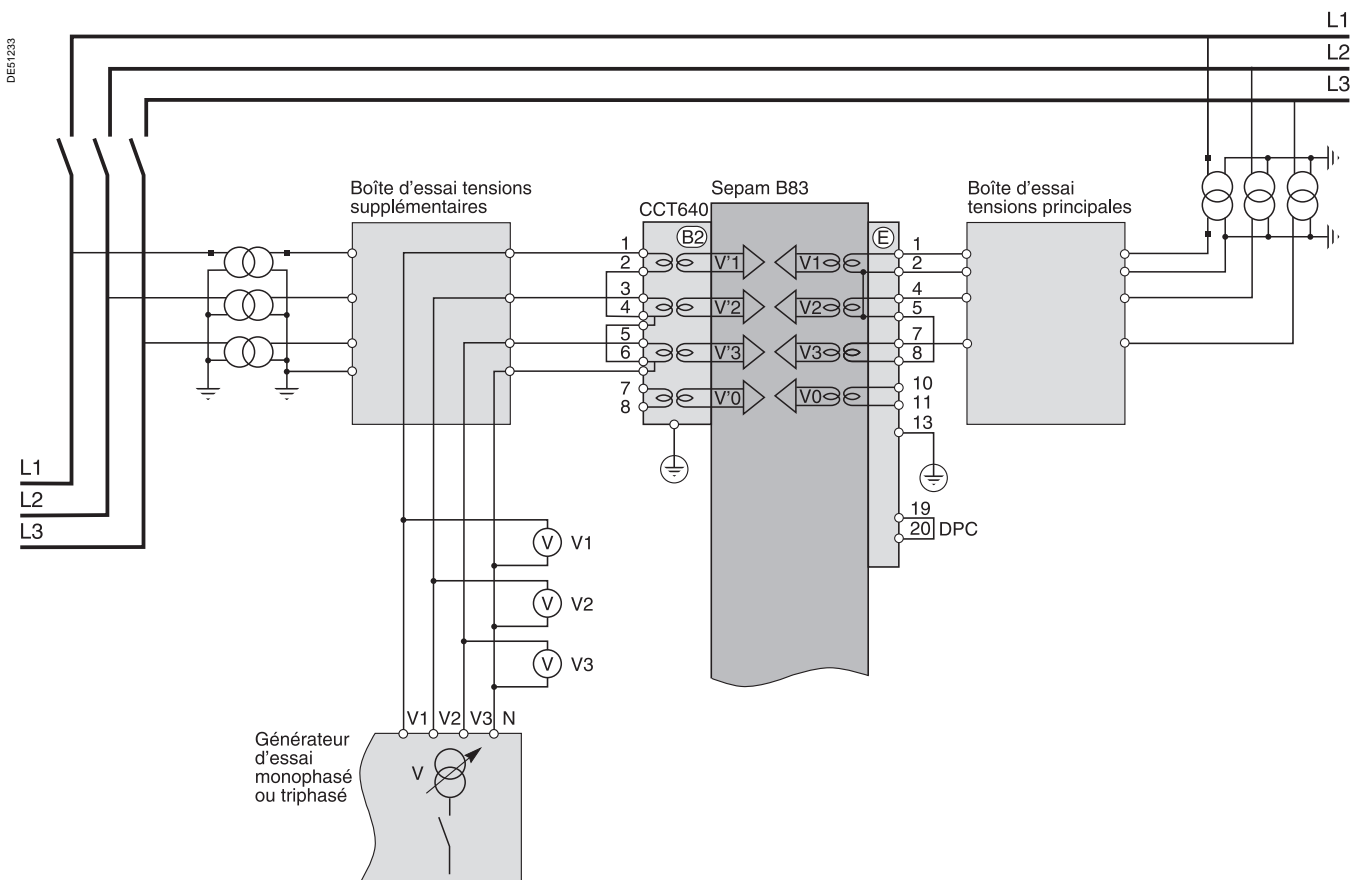 DE51233
L1
L2
L3
Boîte d'essai tensions
supplémentaires
CCT640
Sepam B83
Boîte d'essai
tensions principales
B2
E
1
2
3
4
5
6
7
8
V'1
V'2
V'3
V'0
V1
V2
V3
V0
1
2
4
5
7
8
10
11
13
19
20
DPC
L1
L2
L3
V
V1
V
V2
V
V3
V1
V2
V3
N
Générateur
d'essai
monophasé
ou triphasé
V